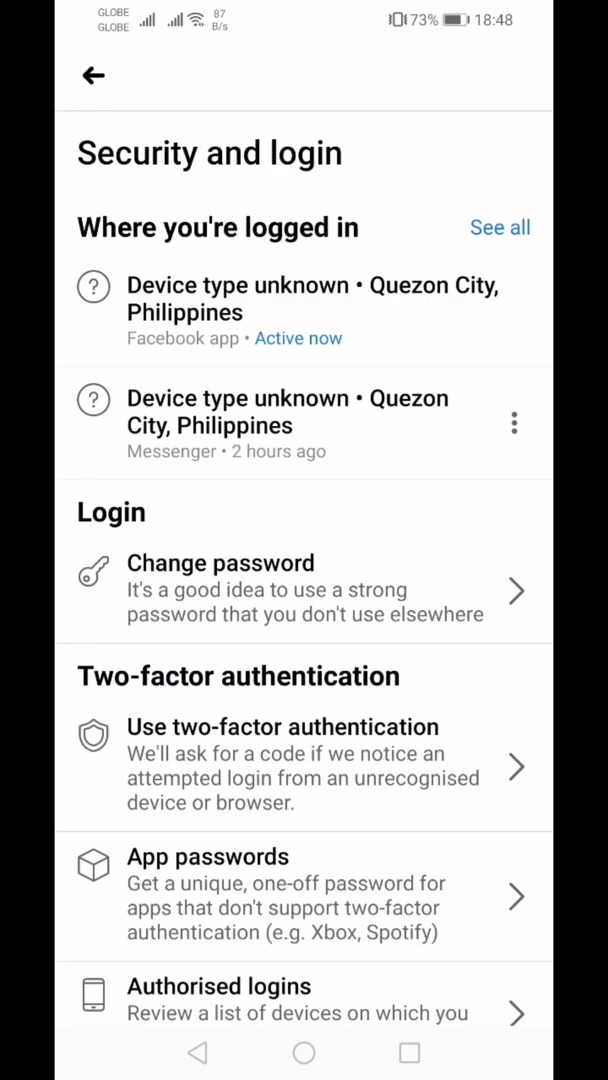 GLOBE
GLOBE
87
B/s
73%
18:48
Security and login
Where you're logged in
See all
Device type unknown • Quezon City,
Philippines
Facebook app • Active now
Device type unknown • Quezon
City, Philippines
Messenger • 2 hours ago
Login
Change password
It's a good idea to use a strong
password that you don't use elsewhere
Two-factor authentication
Use two-factor authentication
We'll ask for a code if we notice an
attempted login from an unrecognised
device or browser.
App passwords
Get a unique, one-off password for
apps that don't support two-factor
authentication (e.g. Xbox, Spotify)
Authorised logins
Review a list of devices on which you